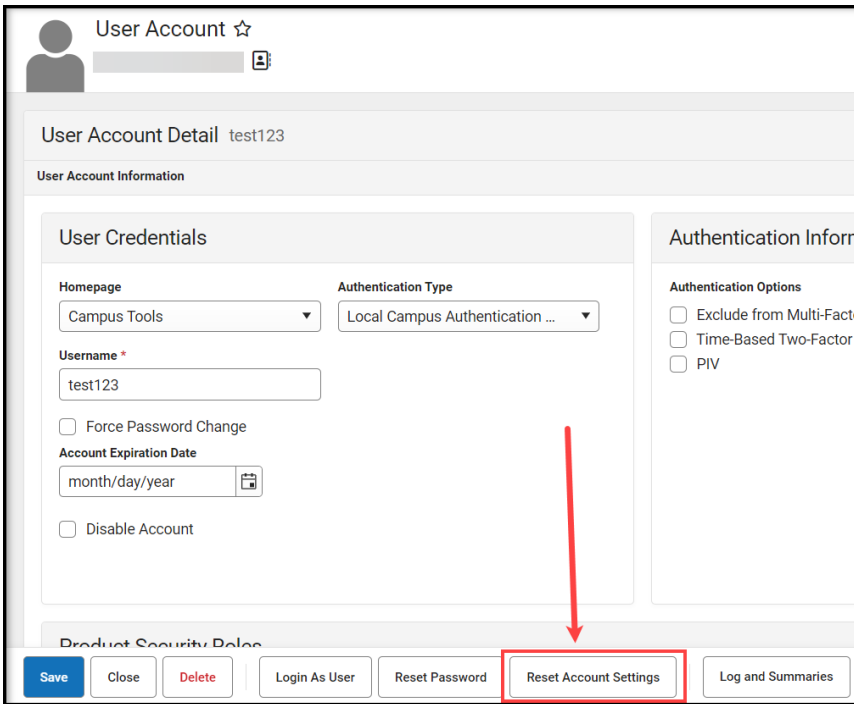 User Account
User Account Detail test123
User Account Information
User Credentials
Authentication Infor
Homepage
Authentication Type
Authentication Options
Campus Tools
Local Campus Authentication ...
Exclude from Multi-Fact
Time-Based Two-Factor
PIV
Username *
test123
Force Password Change
Account Expiration Date
month/day/year
Disable Account
Product Security Roles
Save
Close
Delete
Login As User
Reset Password
Reset Account Settings
Log and Summaries